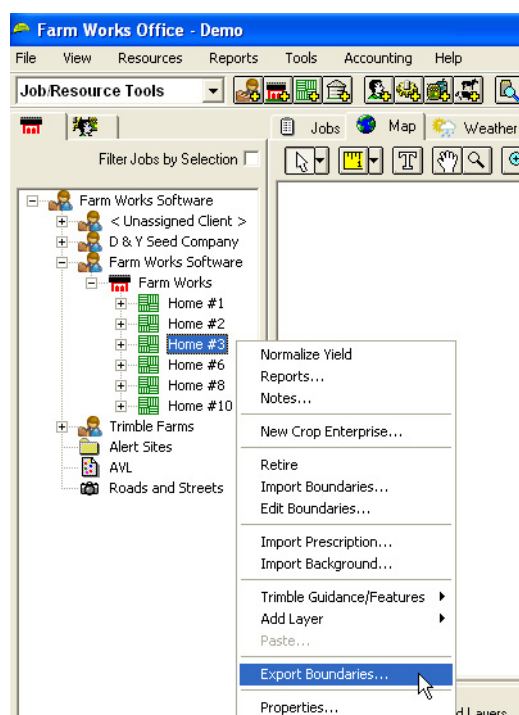 Farm Works Office - Demo
File View Resources Reports Tools Accounting Help
Job/Resource Tools
Jobs Map Weather
Filter Jobs by Selection
Farm Works Software
< Unassigned Client >
D & Y Seed Company
Farm Works Software
Farm Works
Home #1
Home #2
Home #3
Home #6
Home #8
Home #10
Trimble Farms
Alert Sites
AVL
Roads and Streets
Normalize Yield
Reports...
Notes...
New Crop Enterprise...
Retire
Import Boundaries...
Edit Boundaries...
Import Prescription...
Import Background...
Trimble Guidance/Features
Add Layer
Paste...
Export Boundaries...
Properties...
Layers